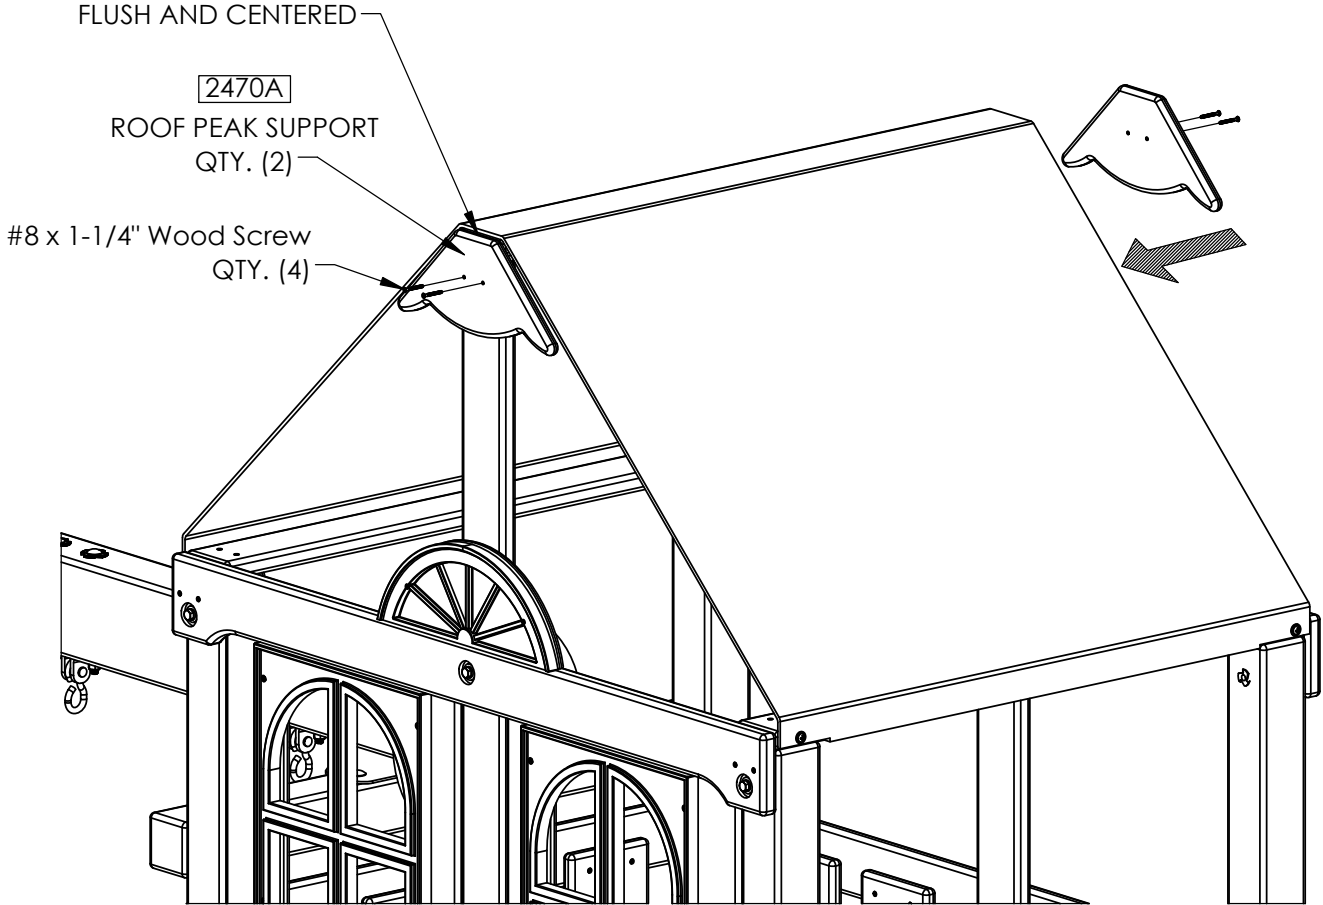 FLUSH AND CENTERED
2470A
ROOF PEAK SUPPORT
QTY. (2)
#8 x 1-1/4" Wood Screw
QTY. (4)